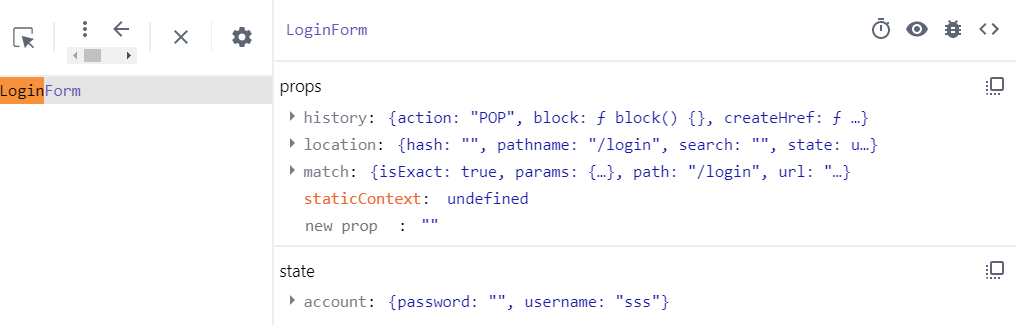 LoginForm
LoginForm
props
history: {action: "POP", block: ƒ block() {}, createHref: ƒ …}
location: {hash: "", pathname: "/login", search: "", state: u…}
match: {isExact: true, params: {…}, path: "/login", url: "…}
staticContext: undefined
new prop : ""
state
account: {password: "", username: "sss"}